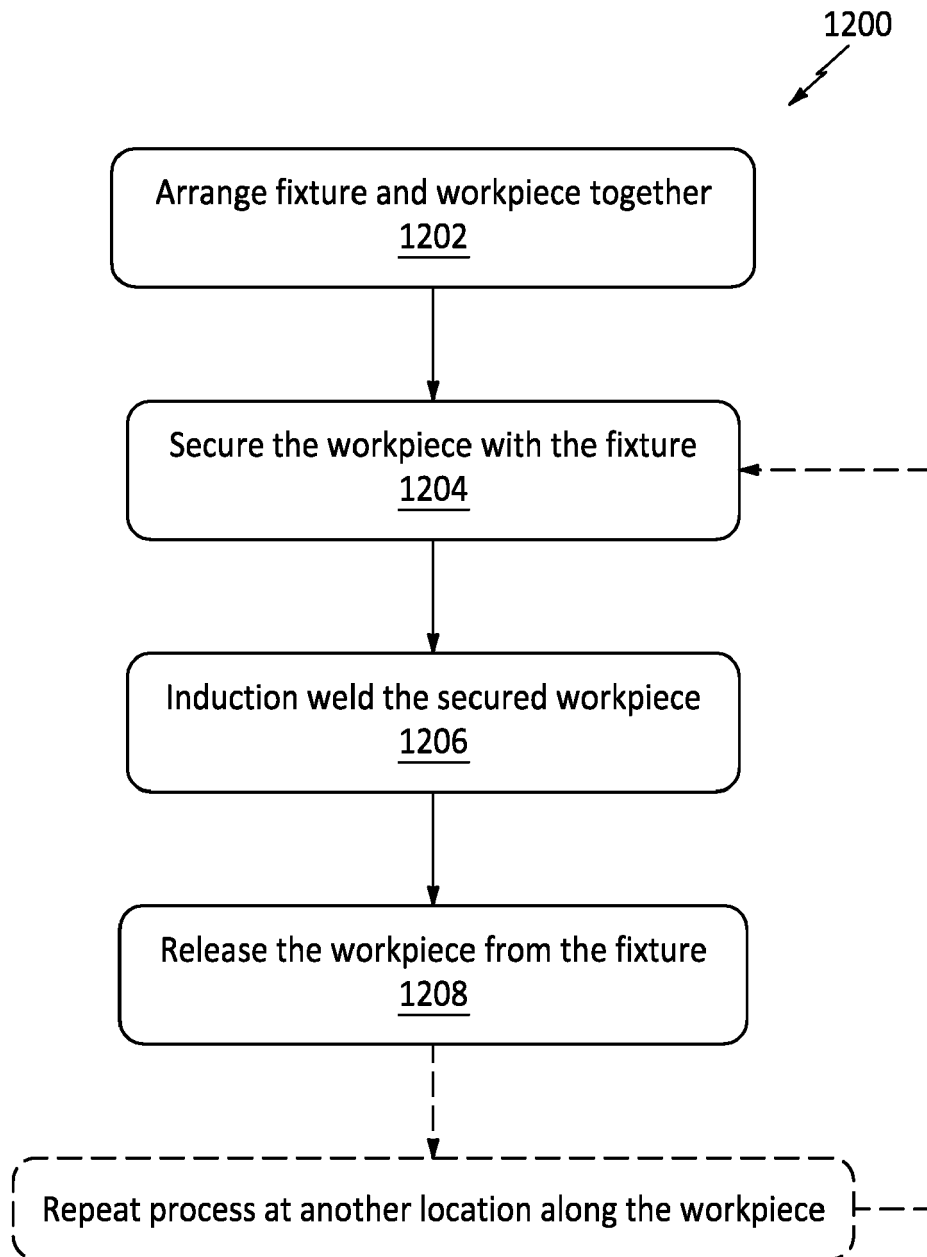 1200
Arrange fixture and workpiece together
1202
Secure the workpiece with the fixture
1204
Induction weld the secured workpiece
1206
Release the workpiece from the fixture
1208
Repeat process at another location along the workpiece